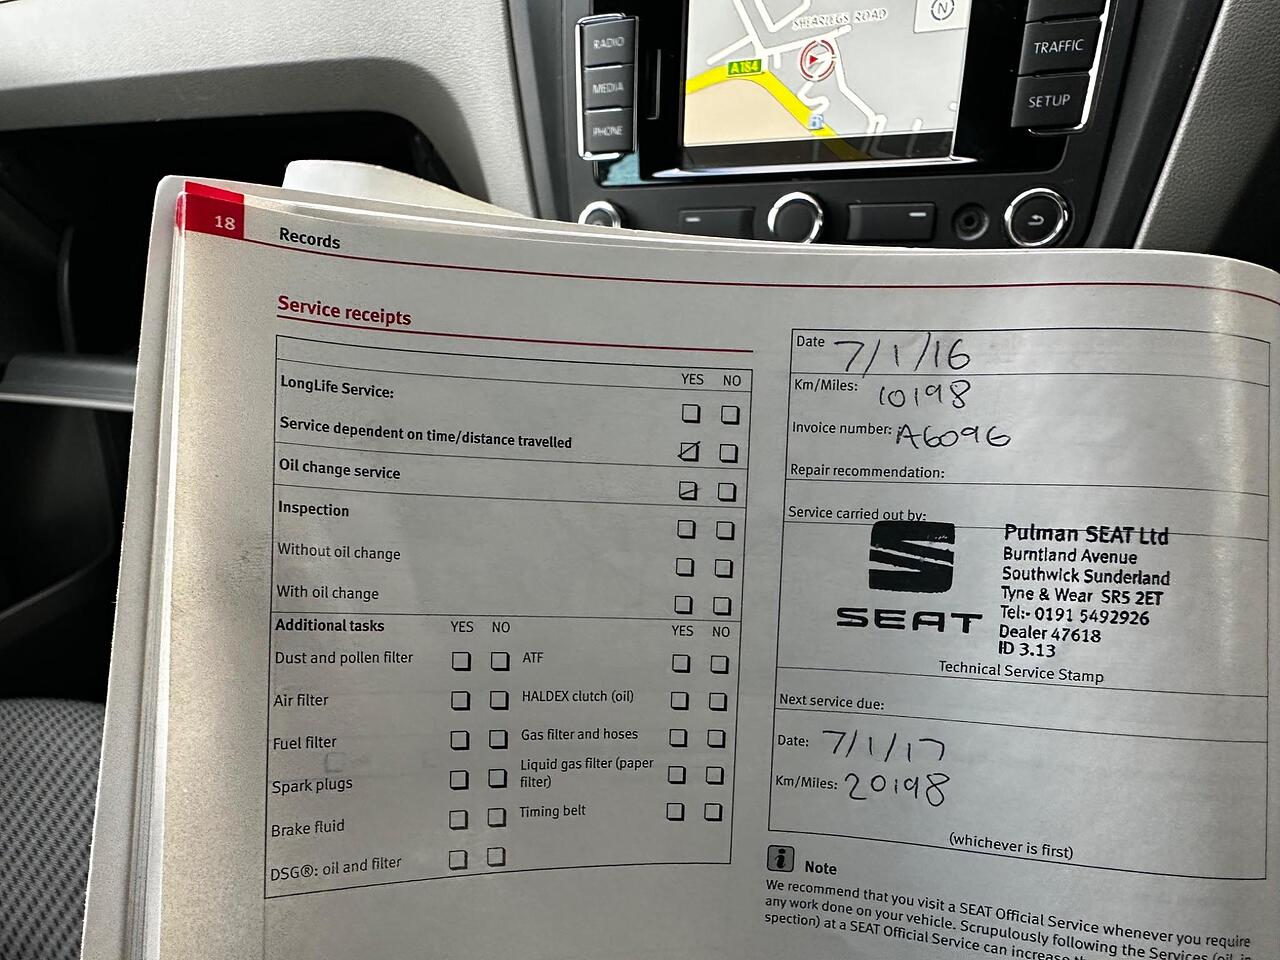 SHEARLEGS ROAD
N
RADIO
MEDIA
PHONE
A184
TRAFFIC
SETUP
18
Records
Service receipts
YES NO
LongLife Service:
Service dependent on time/distance travelled
Oil change service
Inspection
Without oil change
With oil change
Additional tasks YES NO YES NO
Dust and pollen filter ATF
Air filter HALDEX clutch (oil)
Fuel filter Gas filter and hoses
Spark plugs Liquid gas filter (paper
filter)
Brake fluid Timing belt
DSG®: oil and filter
Date 7/1/16
Km/Miles: 10198
Invoice number: A6096
Repair recommendation:
Service carried out by:
SEAT
Pulman SEAT Ltd
Burntland Avenue
Southwick Sunderland
Tyne & Wear SR5 2ET
Tel:- 0191 5492926
Dealer 47618
ID 3.13
Technical Service Stamp
Next service due:
Date: 7/1/17
Km/Miles: 20198
(whichever is first)
i Note
We recommend that you visit a SEAT Official Service whenever you require
any work done on your vehicle. Scrupulously following the Services (oil, in
spection) at a SEAT Official Service can increase